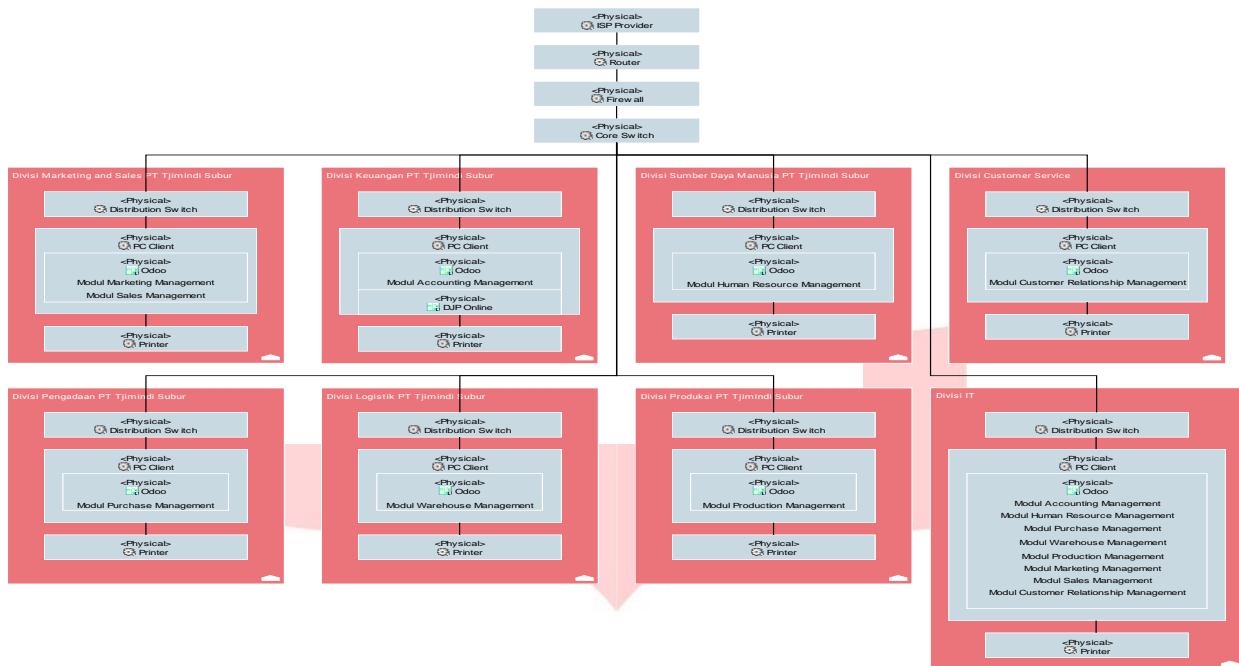 <Physical>
ISP Provider
<Physical>
Router
<Physical>
Firewall
<Physical>
Core Switch
Divisi Marketing and Sales PT Tjimindi Subur
<Physical>
Distribution Switch
<Physical>
PC Client
<Physical>
Odoo
Modul Marketing Management
Modul Sales Management
<Physical>
Printer
Divisi Keuangan PT Tjimindi Subur
<Physical>
Distribution Switch
<Physical>
PC Client
<Physical>
Odoo
Modul Accounting Management
<Physical>
DJP Online
<Physical>
Printer
Divisi Sumber Daya Manusia PT Tjimindi Subur
<Physical>
Distribution Switch
<Physical>
PC Client
<Physical>
Odoo
Modul Human Resource Management
<Physical>
Printer
Divisi Customer Service
<Physical>
Distribution Switch
<Physical>
PC Client
<Physical>
Odoo
Modul Customer Relationship Management
<Physical>
Printer
Divisi Pengadaan PT Tjimindi Subur
<Physical>
Distribution Switch
<Physical>
PC Client
<Physical>
Odoo
Modul Purchase Management
<Physical>
Printer
Divisi Logistik PT Tjimindi Subur
<Physical>
Distribution Switch
<Physical>
PC Client
<Physical>
Odoo
Modul Warehouse Management
<Physical>
Printer
Divisi Produksi PT Tjimindi Subur
<Physical>
Distribution Switch
<Physical>
PC Client
<Physical>
Odoo
Modul Production Management
<Physical>
Printer
Divisi IT
<Physical>
Distribution Switch
<Physical>
PC Client
<Physical>
Odoo
Modul Accounting Management
Modul Human Resource Management
Modul Purchase Management
Modul Warehouse Management
Modul Production Management
Modul Marketing Management
Modul Sales Management
Modul Customer Relationship Management
<Physical>
Printer